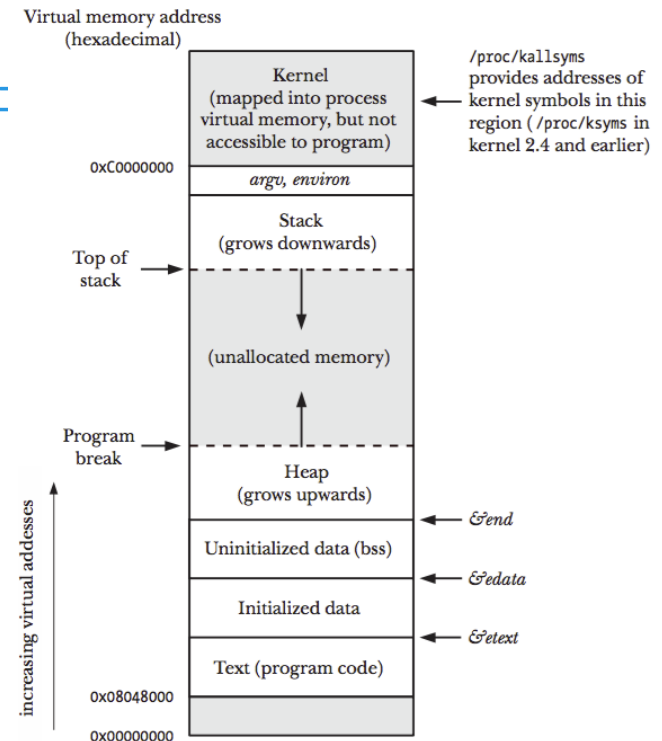 Virtual memory address
(hexadecimal)
Kernel
(mapped into process
virtual memory, but not
accessible to program)
/proc/kallsyms
provides addresses of
kernel symbols in this
region (/proc/ksyms in
kernel 2.4 and earlier)
0xC0000000
argv, environ
Stack
(grows downwards)
Top of
stack
(unallocated memory)
Program
break
Heap
(grows upwards)
&end
Uninitialized data (bss)
&edata
Initialized data
&etext
Text (program code)
0x08048000
0x00000000
increasing virtual addesses